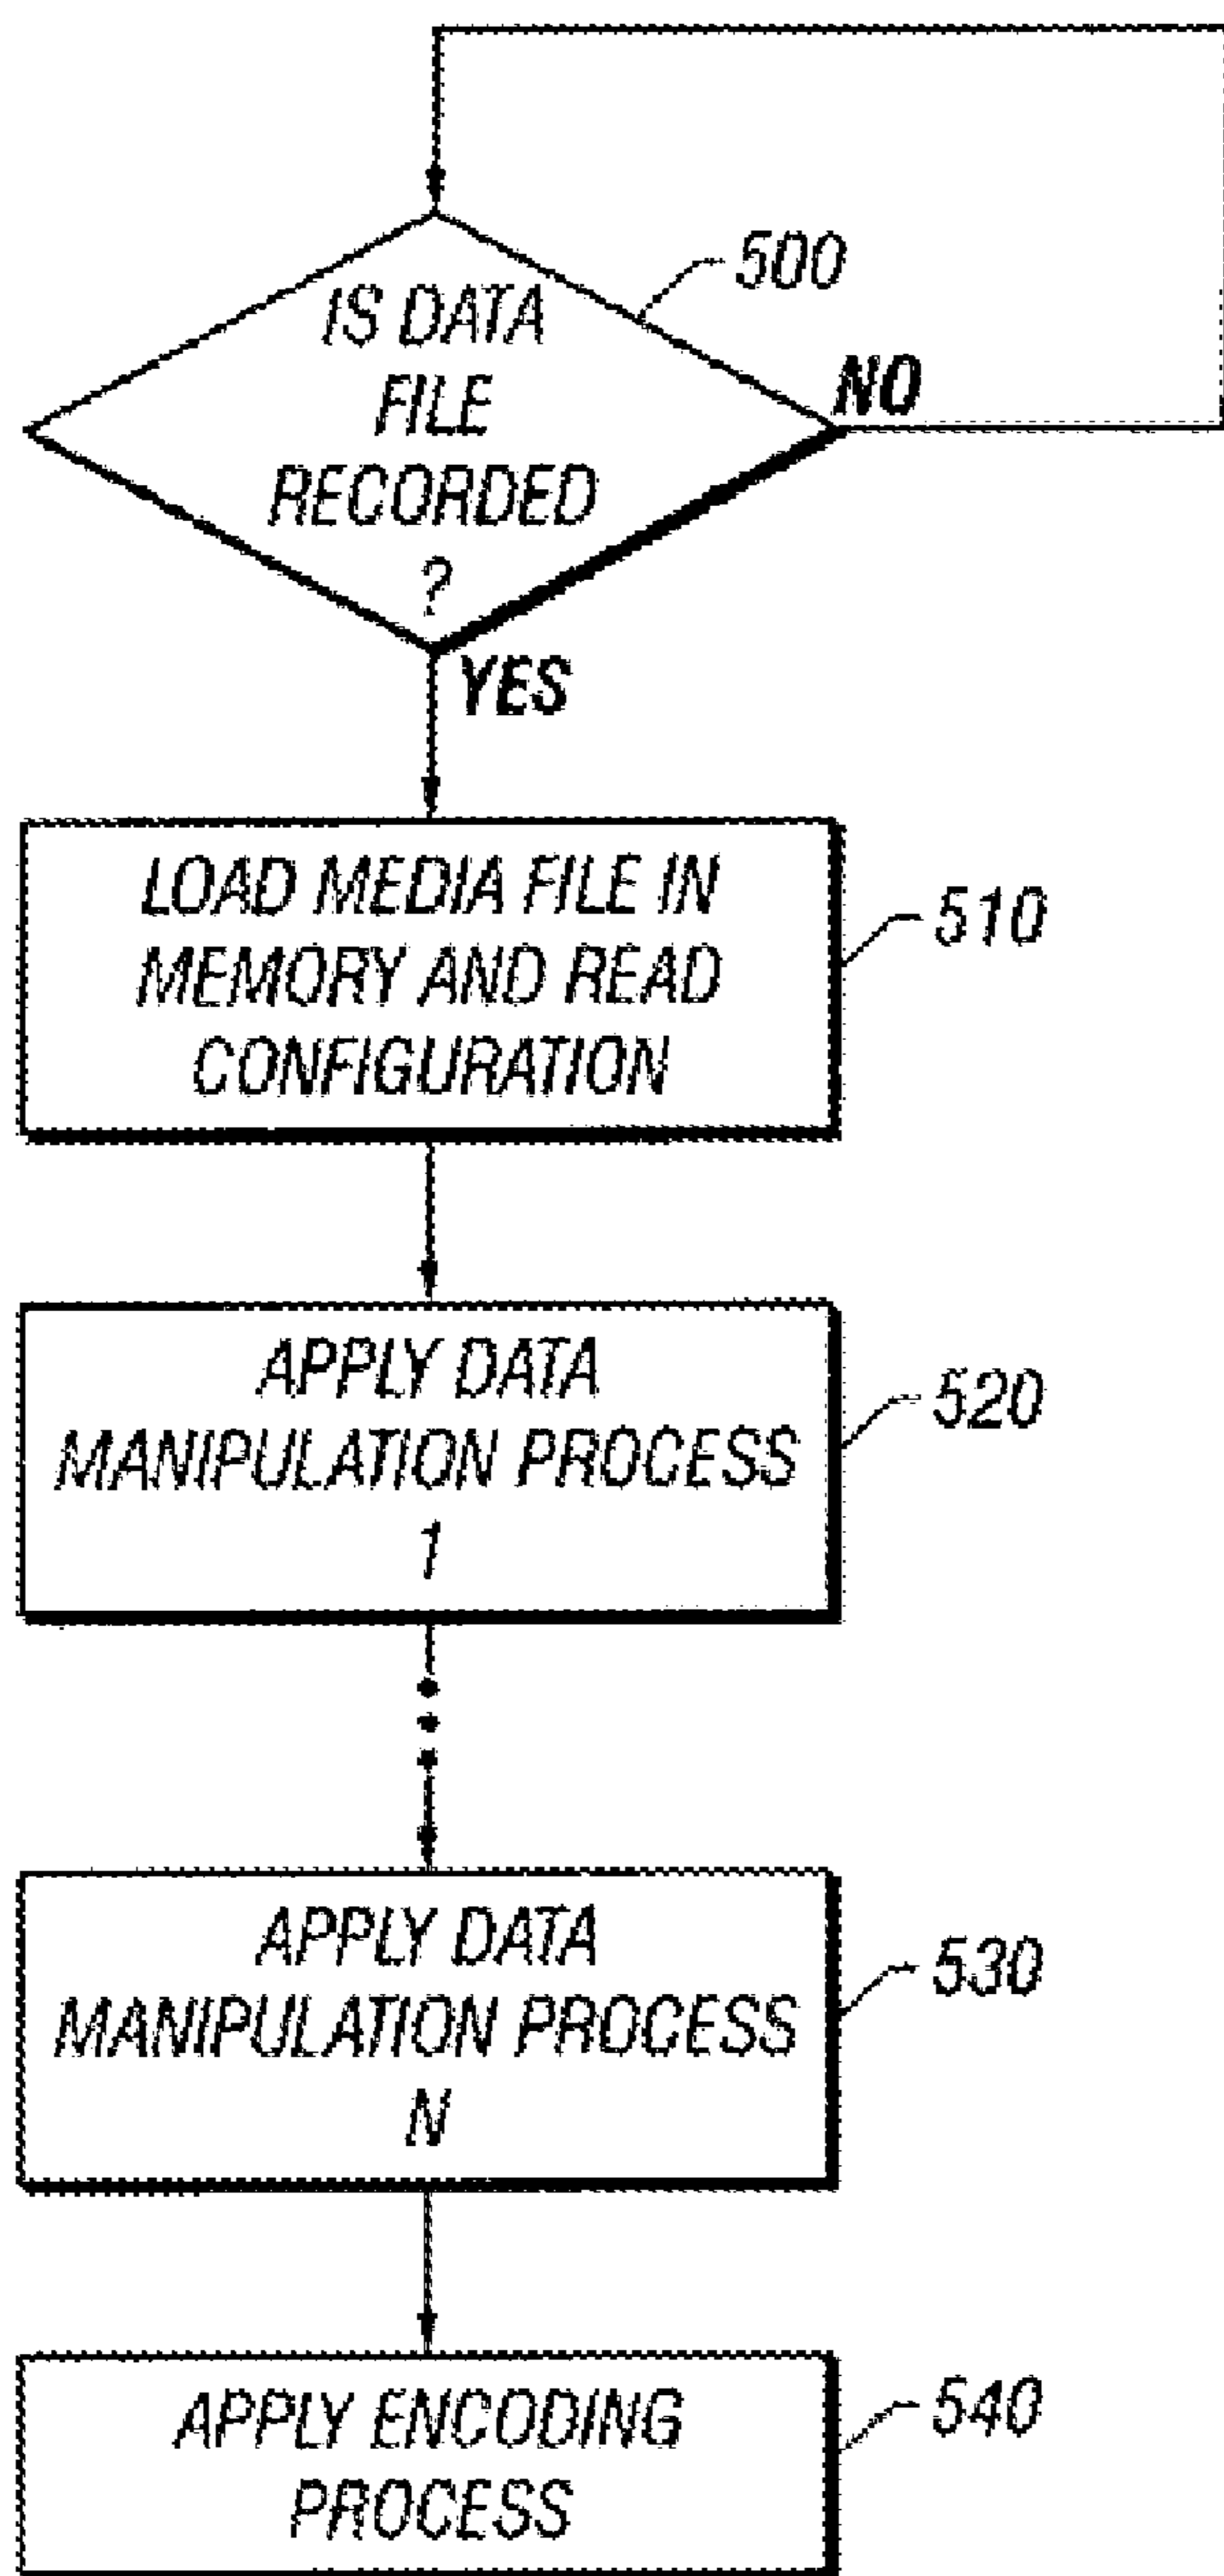 500
IS DATA
FILE
RECORDED
?
NO
YES
LOAD MEDIA FILE IN
MEMORY AND READ
CONFIGURATION
510
APPLY DATA
MANIPULATION PROCESS
1
520
APPLY DATA
MANIPULATION PROCESS
N
530
APPLY ENCODING
PROCESS
540